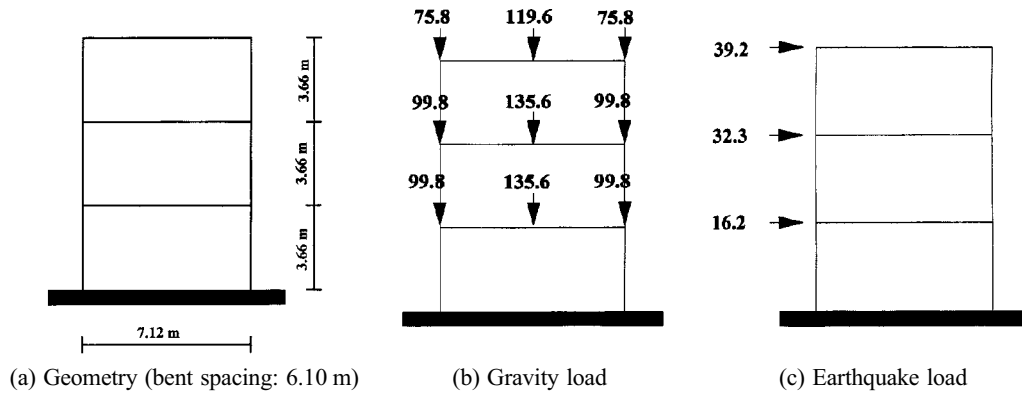 3.66 m
3.66 m
3.66 m
7.12 m
(a) Geometry (bent spacing: 6.10 m)
75.8 119.6 75.8
99.8 135.6 99.8
99.8 135.6 99.8
(b) Gravity load
39.2
32.3
16.2
(c) Earthquake load